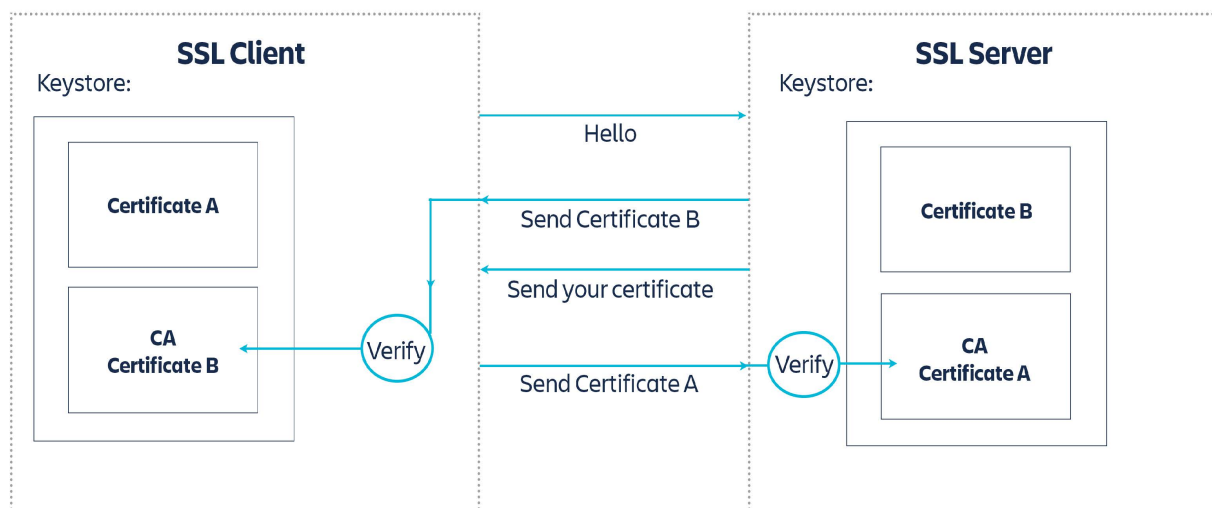 SSL Client
Keystore:
Certificate A
CA
Certificate B
Verify
Hello
Send Certificate B
Send your certificate
Send Certificate A
SSL Server
Keystore:
Certificate B
Verify
CA
Certificate A